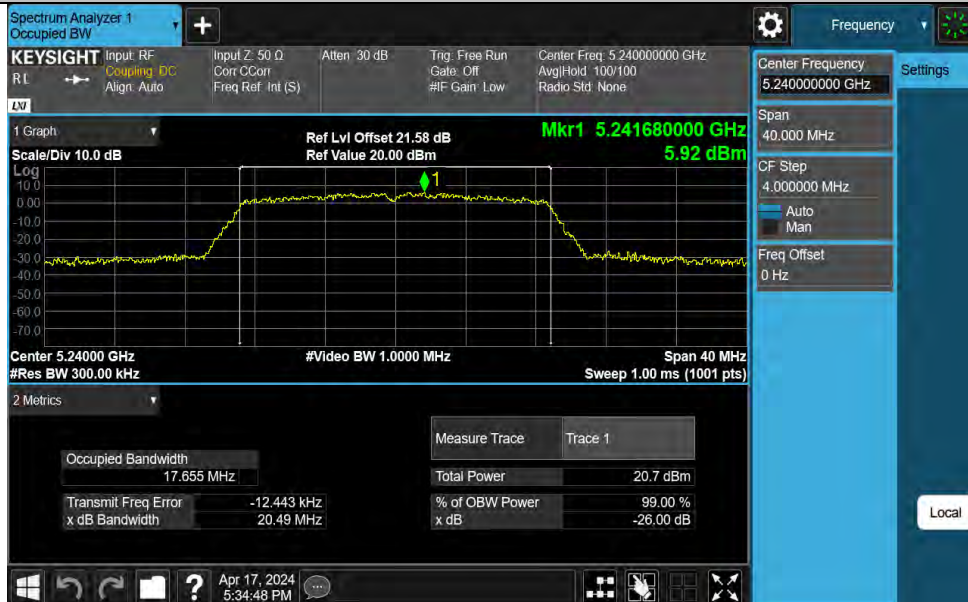 Spectrum Analyzer 1
Occupied BW
Frequency
KEYSIGHT
Input: RF
Coupling: DC
Align: Auto
Input Z: 50 Ω
Corr CCorr
Freq Ref: Int (S)
Atten: 30 dB
Trig: Free Run
Gate: Off
#IF Gain: Low
Center Freq: 5.240000000 GHz
Avg|Hold: 100/100
Radio Std: None
LXI
1 Graph
Scale/Div 10.0 dB
Ref Lvl Offset 21.58 dB
Ref Value 20.00 dBm
Mkr1 5.241680000 GHz
5.92 dBm
Log
10.0
0.00
-10.0
-20.0
-30.0
-40.0
-50.0
-60.0
-70.0
1
Center 5.24000 GHz
#Res BW 300.00 kHz
#Video BW 1.0000 MHz
Span 40 MHz
Sweep 1.00 ms (1001 pts)
2 Metrics
Occupied Bandwidth
17.655 MHz
Transmit Freq Error -12.443 kHz
x dB Bandwidth 20.49 MHz
Measure Trace Trace 1
Total Power 20.7 dBm
% of OBW Power 99.00 %
x dB -26.00 dB
Center Frequency
5.240000000 GHz
Span
40.000 MHz
CF Step
4.000000 MHz
Auto
Man
Freq Offset
0 Hz
Settings
Local
?
Apr 17, 2024
5:34:48 PM